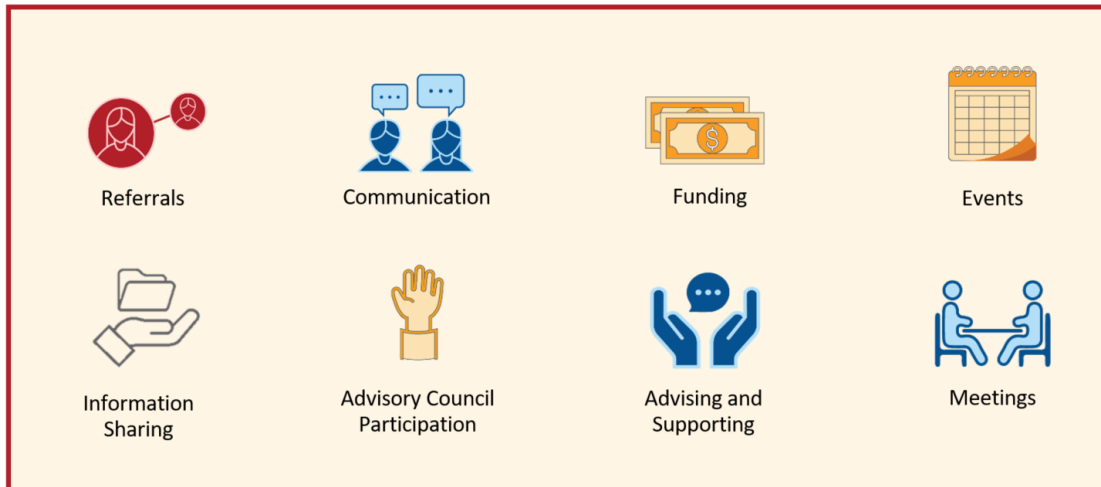 Referrals
Communication
Funding
$
Events
Information
Sharing
Advisory Council
Participation
Advising and
Supporting
Meetings